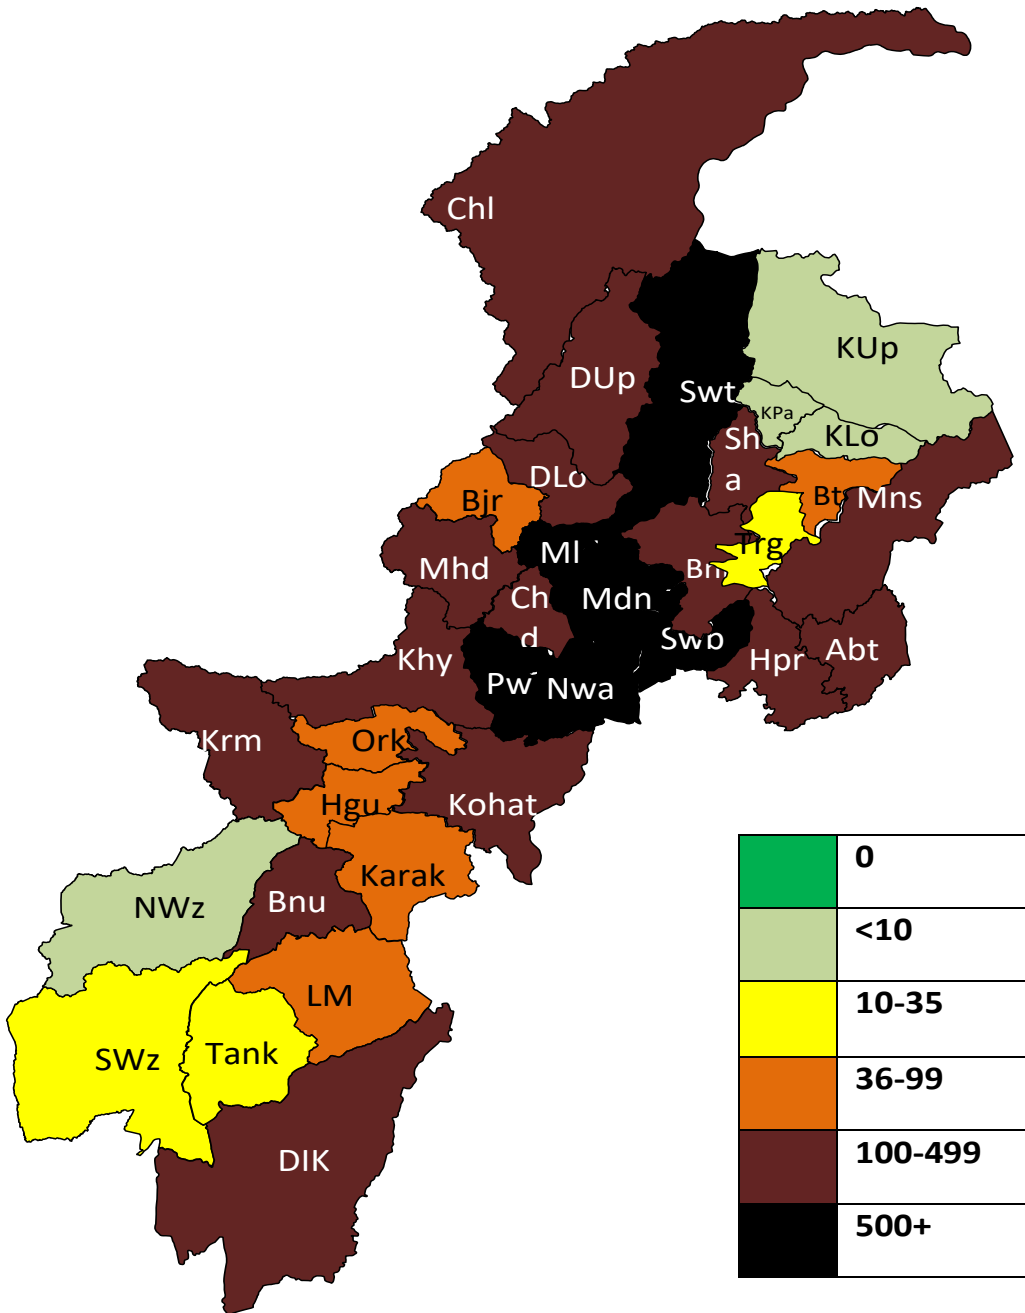 Chl
KUp
DUp
Swt
KPa
KLo
Sh
a
DLo
Bjr
Bt
Mns
Ml
Trg
Mhd
Bn
Ch
d
Mdn
Swb
Khy
Hpr
Abt
Pw
Nwa
Krm
Ork
Hgu
Kohat
Karak
NWz
Bnu
LM
SWz
Tank
DIK
0
<10
10-35
36-99
100-499
500+